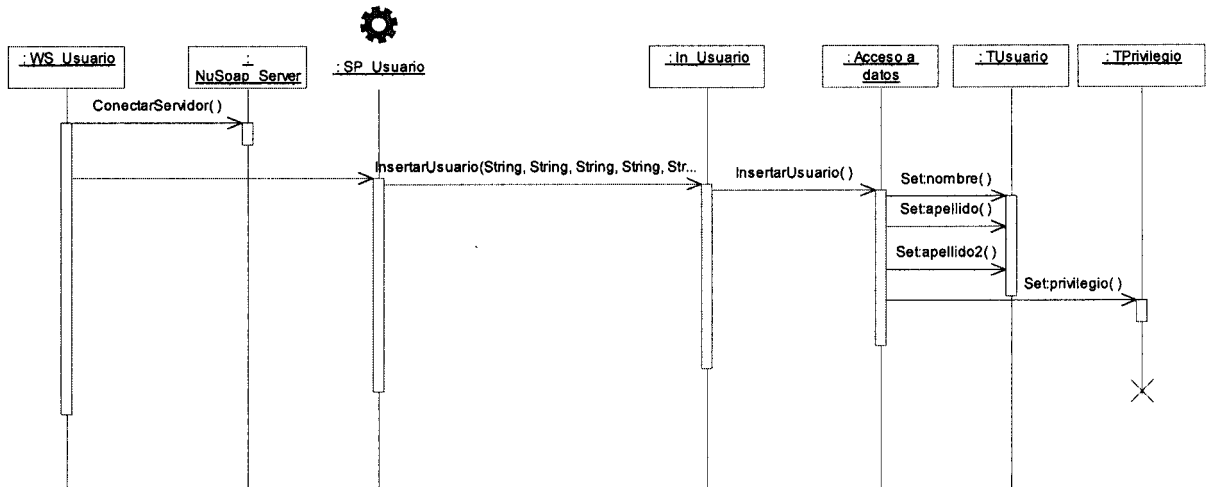 : WS_Usuario
:
NuSoap_Server
: SP_Usuario
: In_Usuario
: Acceso a
datos
: TUsuario
: TPrivilegio
ConectarServidor( )
InsertarUsuario(String, String, String, String, Str...
InsertarUsuario( )
Set:nombre( )
Set:apellido( )
Set:apellido2( )
Set:privilegio( )